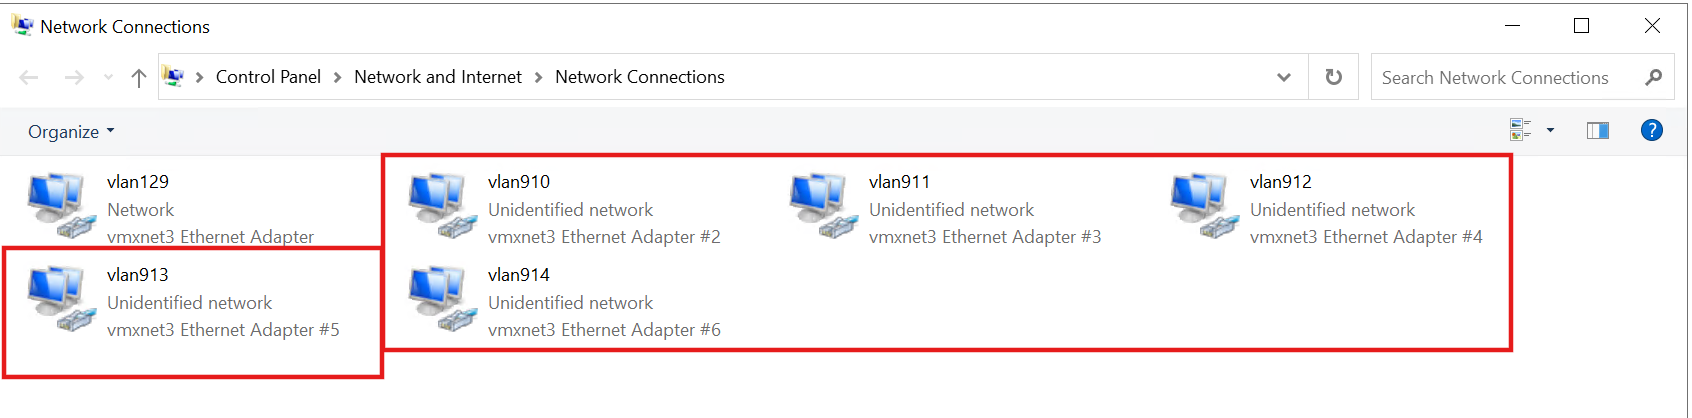 Network Connections
Control Panel > Network and Internet > Network Connections
Search Network Connections
Organize
vlan129
Network
vmxnet3 Ethernet Adapter
vlan910
Unidentified network
vmxnet3 Ethernet Adapter #2
vlan911
Unidentified network
vmxnet3 Ethernet Adapter #3
vlan912
Unidentified network
vmxnet3 Ethernet Adapter #4
vlan913
Unidentified network
vmxnet3 Ethernet Adapter #5
vlan914
Unidentified network
vmxnet3 Ethernet Adapter #6